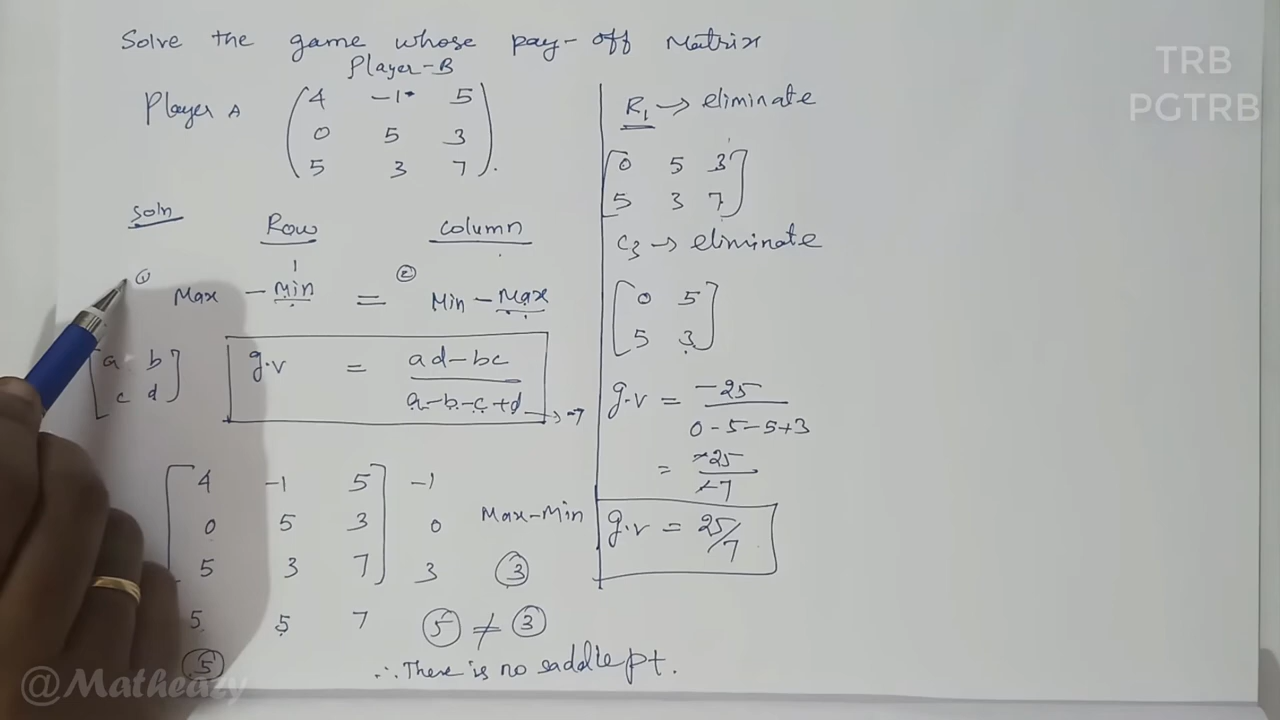 Solve the game whose pay-off Matrix
Player-B
Player A
4 -1 5
0 5 3
5 3 7
Soln
Row column
① Max - Min = ② Min - Max
a b
c d
g.v = ad-bc / a-b-c+d → -7
4 -1 5 -1
0 5 3 0 Max-Min
5 3 7 3 ③
5 5 7 ⑤ ≠ ③
⑤
∴ There is no saddle pt.
R₁ → eliminate
0 5 3
5 3 7
C₃ → eliminate
0 5
5 3
g.v = -25 / 0-5-5+3
= -25 / -7
g.v = 25/7
TRB
PGTRB
@Matheazy